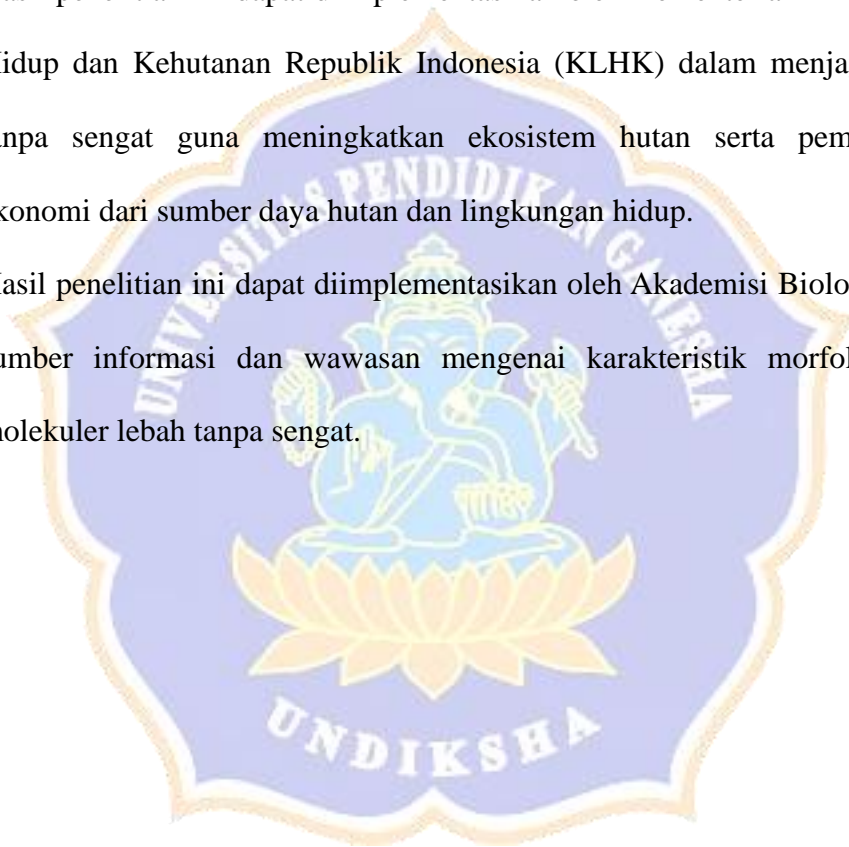 Hidup dan Kehutanan Republik Indonesia (KLHK) dalam menja
anpa sengat guna meningkatkan ekosistem hutan serta pem
konomi dari sumber daya hutan dan lingkungan hidup.
Hasil penelitian ini dapat diimplementasikan oleh Akademisi Biolo
umber informasi dan wawasan mengenai karakteristik morfol
molekuler lebah tanpa sengat.
UNIVERSITAS PENDIDIKAN GANESHA
UNDIKSHA